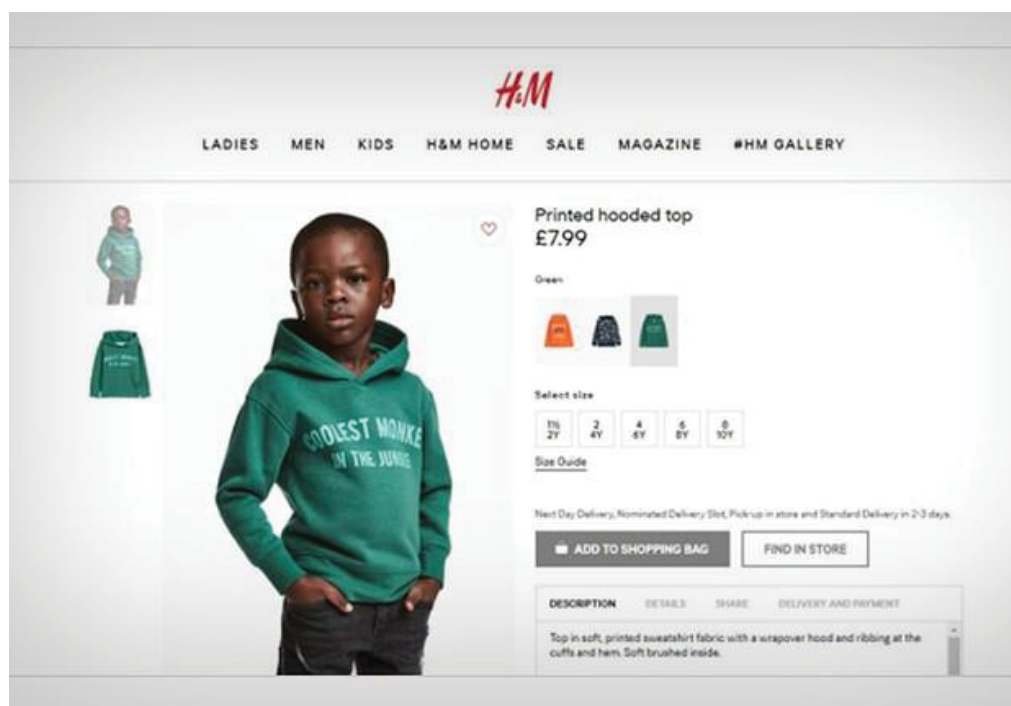 H&M
LADIES MEN KIDS H&M HOME SALE MAGAZINE #HM GALLERY
Printed hooded top
£7.99
Green
COOLEST MONKE
IN THE JUNGLE
Select size
1½ 2Y
2 4Y
4 6Y
6 8Y
8 10Y
Size Guide
Next Day Delivery, Nominated Delivery Slot, Pick-up in store and Standard Delivery in 2-3 days.
ADD TO SHOPPING BAG FIND IN STORE
DESCRIPTION DETAILS SHARE DELIVERY AND PAYMENT
Top in soft, printed sweatshirt fabric with a wrapover hood and ribbing at the
cuffs and hem. Soft brushed inside.